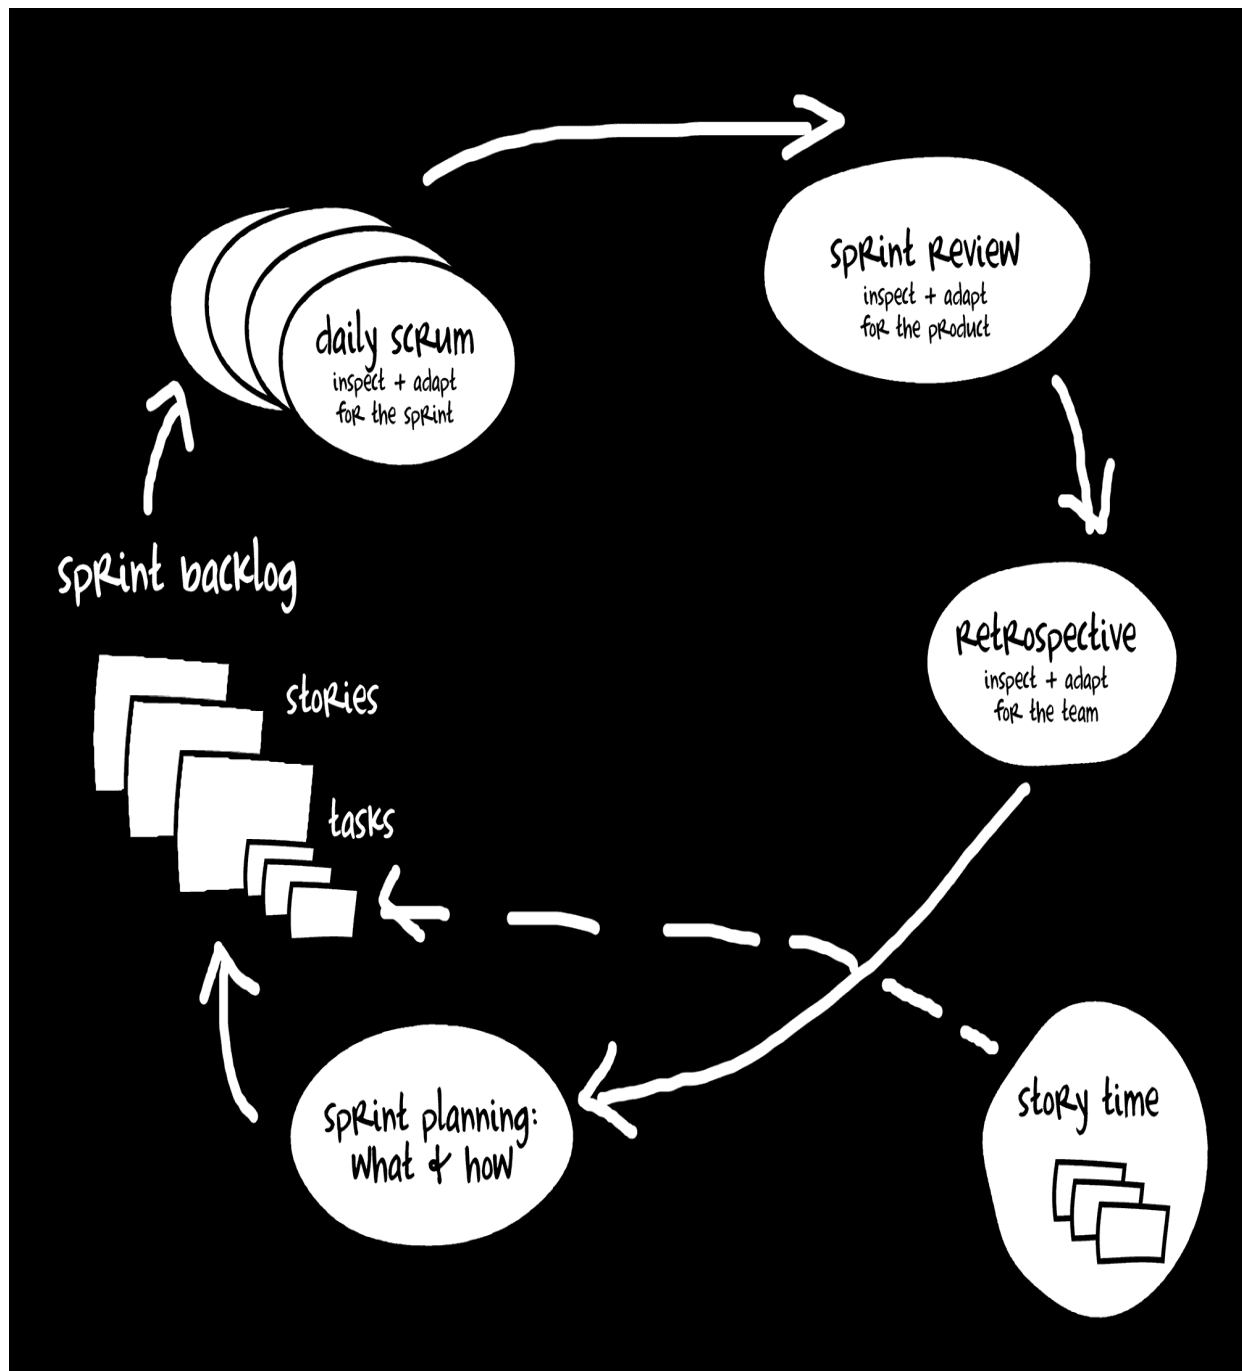 sprint review
inspect + adapt
for the product
daily scrum
inspect + adapt
for the sprint
sprint backlog
stories
tasks
retrospective
inspect + adapt
for the team
sprint planning:
what & how
story time